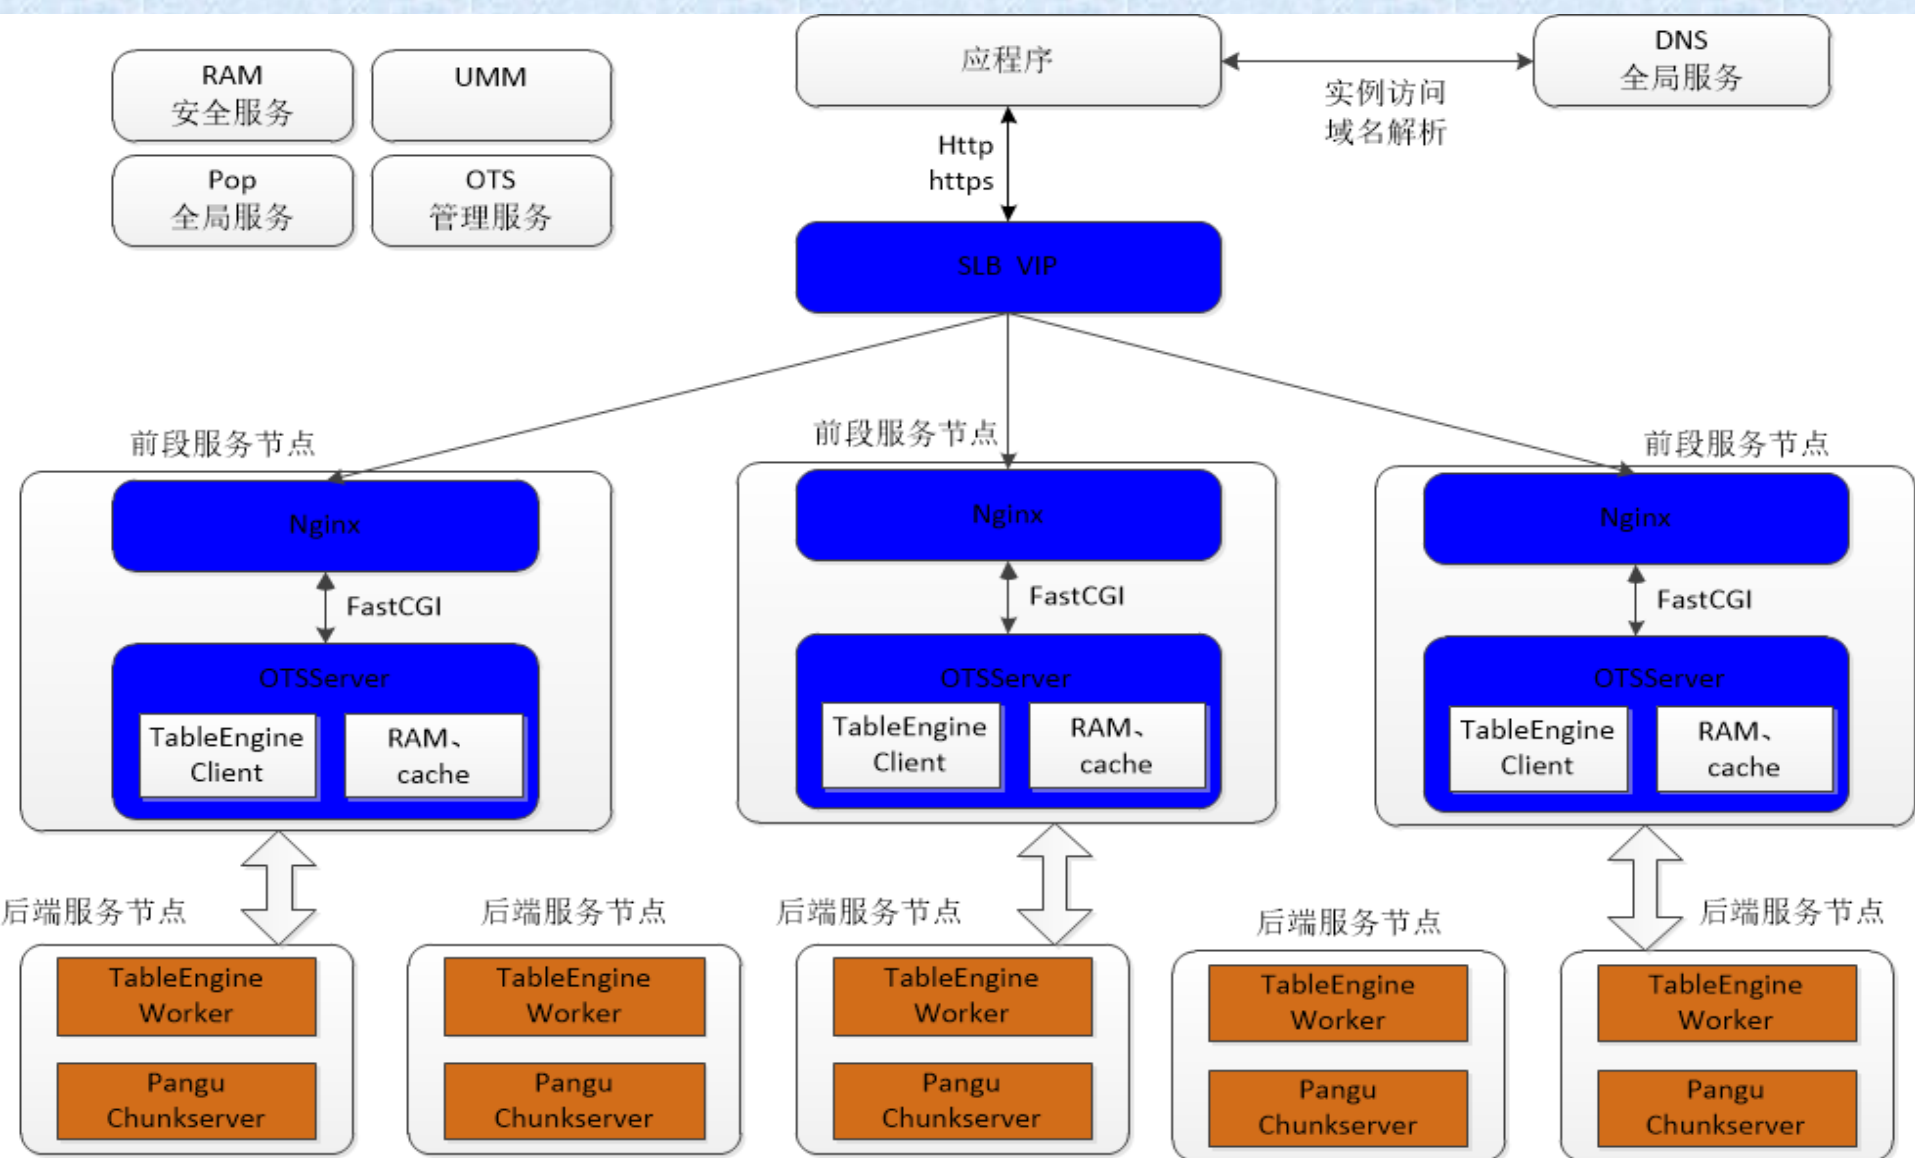 RAM
安全服务
UMM
Pop
全局服务
OTS
管理服务
应程序
DNS
全局服务
实例访问
域名解析
Http
https
SLB VIP
前段服务节点
前段服务节点
前段服务节点
Nginx
Nginx
Nginx
FastCGI
FastCGI
FastCGI
OTSServer
OTSServer
OTSServer
TableEngine
Client
RAM、
cache
TableEngine
Client
RAM、
cache
TableEngine
Client
RAM、
cache
后端服务节点
后端服务节点
后端服务节点
后端服务节点
后端服务节点
TableEngine
Worker
TableEngine
Worker
TableEngine
Worker
TableEngine
Worker
TableEngine
Worker
Pangu
Chunkserver
Pangu
Chunkserver
Pangu
Chunkserver
Pangu
Chunkserver
Pangu
Chunkserver